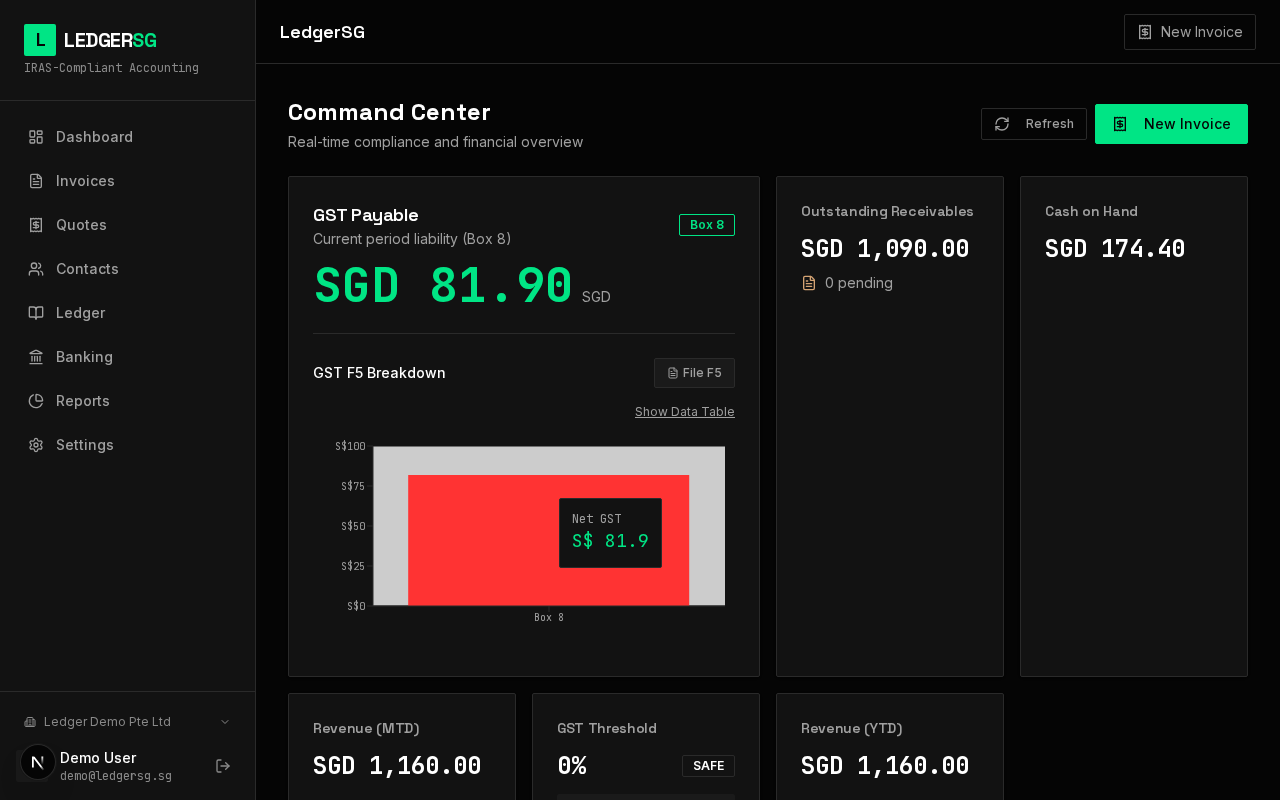 L LEDGERSG
IRAS-Compliant Accounting
Dashboard
Invoices
Quotes
Contacts
Ledger
Banking
Reports
Settings
Ledger Demo Pte Ltd
N
Demo User
demo@ledgersg.sg
LedgerSG
New Invoice
Command Center
Real-time compliance and financial overview
Refresh
New Invoice
GST Payable
Current period liability (Box 8)
Box 8
SGD 81.90 SGD
GST F5 Breakdown
File F5
Show Data Table
S$100
S$75
S$50
S$25
S$0
Net GST
S$ 81.9
Box 8
Outstanding Receivables
SGD 1,090.00
0 pending
Cash on Hand
SGD 174.40
Revenue (MTD)
SGD 1,160.00
GST Threshold
0%
SAFE
Revenue (YTD)
SGD 1,160.00